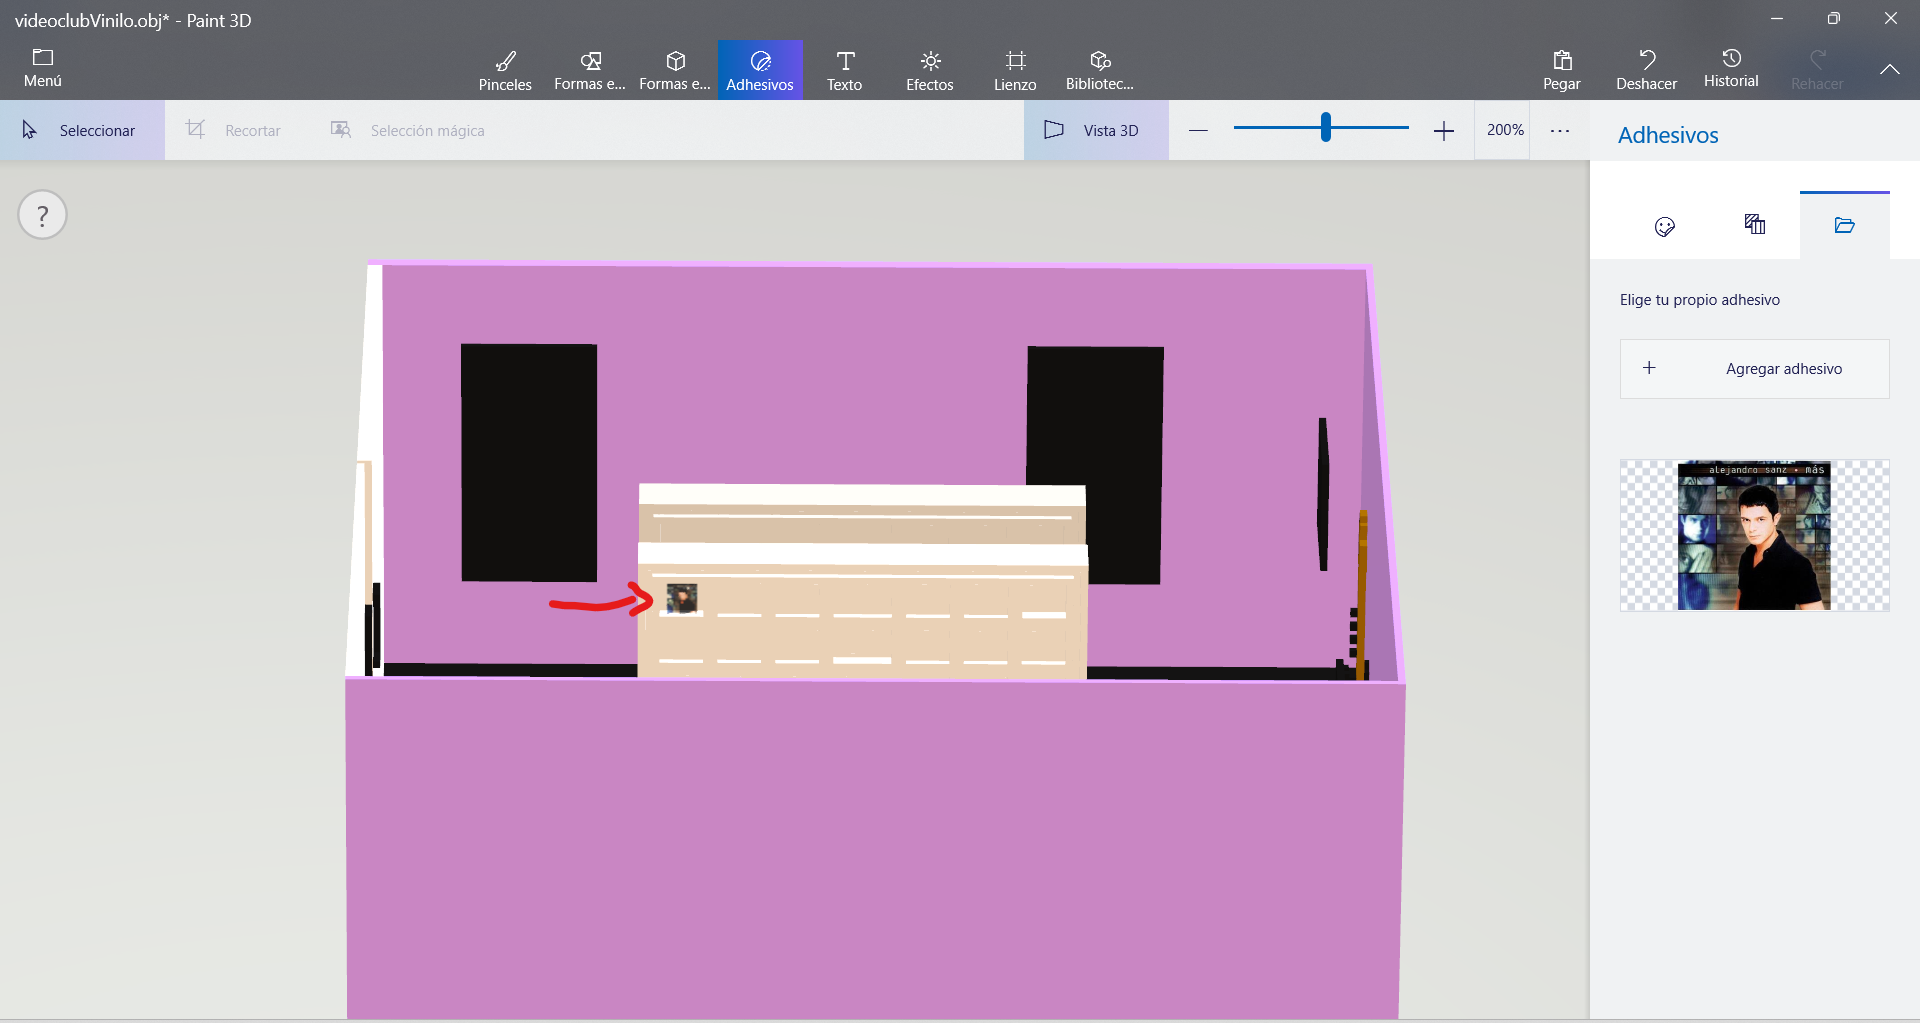 videoclubVinilo.obj* - Paint 3D
Menú
Pinceles
Formas e...
Formas e...
Adhesivos
Texto
Efectos
Lienzo
Bibliotec...
Pegar
Deshacer
Historial
Rehacer
Seleccionar
Recortar
Selección mágica
Vista 3D
200%
Adhesivos
?
Elige tu propio adhesivo
Agregar adhesivo
alejandro sanz • más